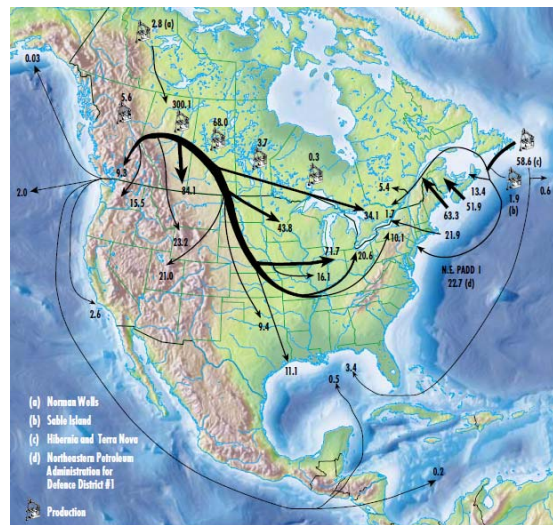 2.8 (a)
0.03
5.6
300.1
68.0
3.7
0.3
58.6 (c)
5.4
13.4
1.9
(b)
0.6
9.3
84.1
2.0
15.5
34.1
1.7
63.3
51.9
43.8
21.9
23.2
71.7
20.6
10.1
21.0
16.1
N.E. PADD 1
22.7 (d)
2.6
9.4
11.1
3.4
0.5
0.2
(a) Norman Wells
(b) Sable Island
(c) Hibernia and Terra Nova
(d) Northeastern Petroleum
Administration for
Defence District #1
Production